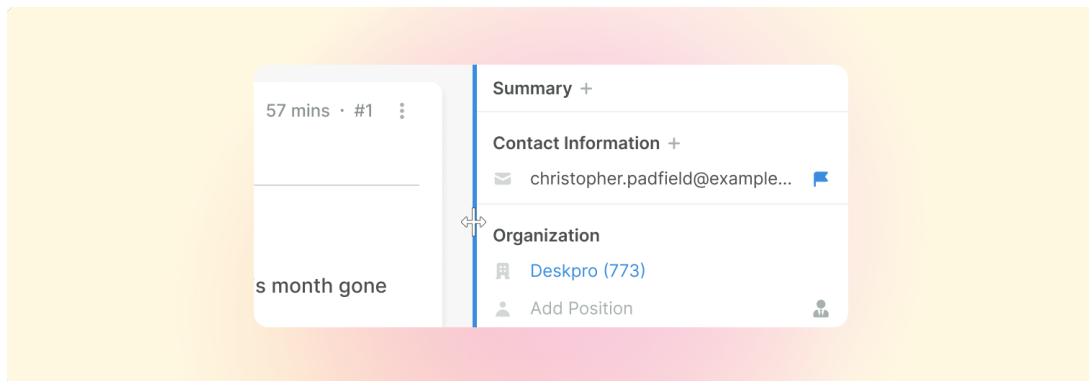 57 mins · #1
's month gone
Summary +
Contact Information +
christopher.padfield@example...
Organization
Deskpro (773)
Add Position